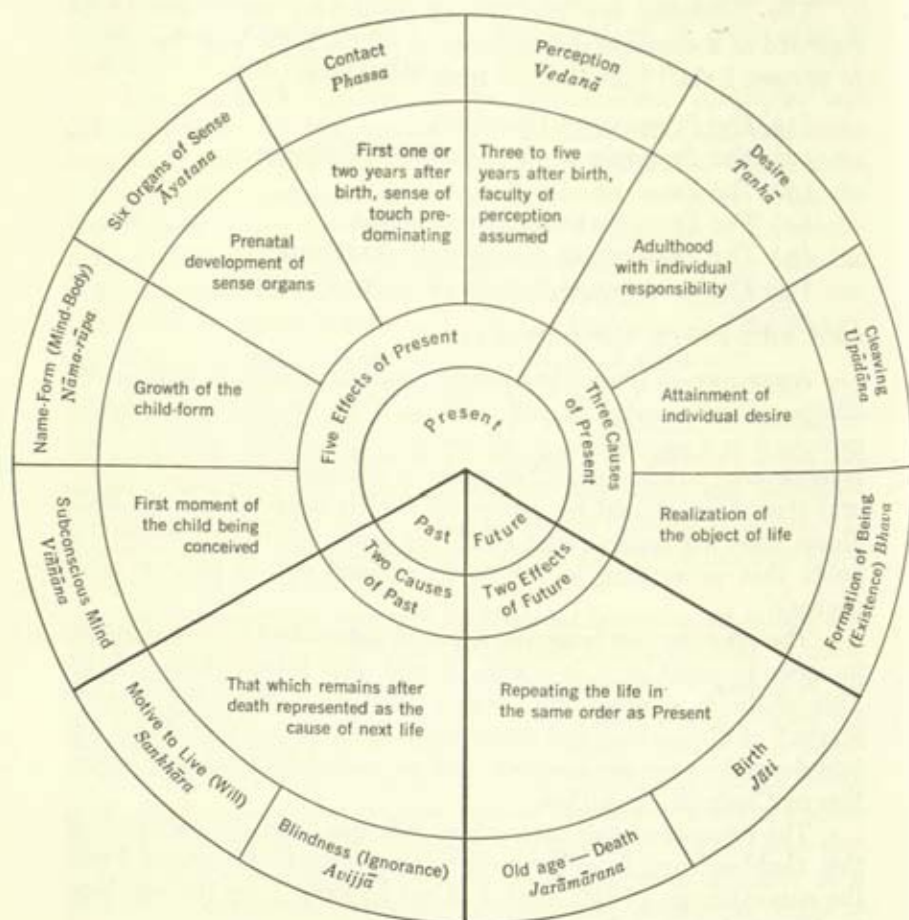 Contact
Phassa
Perception
Vedanā
Desire
Tanhā
Cleaving
Upādāna
Formation of Being
(Existence) Bhava
Birth
Jāti
Old age — Death
Jarāmārana
Blindness (Ignorance)
Avijjā
Motive to Live (Will)
Sankhāra
Subconscious Mind
Viññāna
Name-Form (Mind-Body)
Nāma-rūpa
Six Organs of Sense
Āyatana
First one or
two years after
birth, sense of
touch pre-
dominating
Three to five
years after birth,
faculty of
perception
assumed
Adulthood
with individual
responsibility
Attainment of
individual desire
Realization of
the object of life
Repeating the life in
the same order as Present
That which remains after
death represented as the
cause of next life
First moment of
the child being
conceived
Growth of the
child-form
Prenatal
development of
sense organs
Five Effects of Present
Three Causes
of Present
Two Effects
of Future
Two Causes
of Past
Present
Past
Future